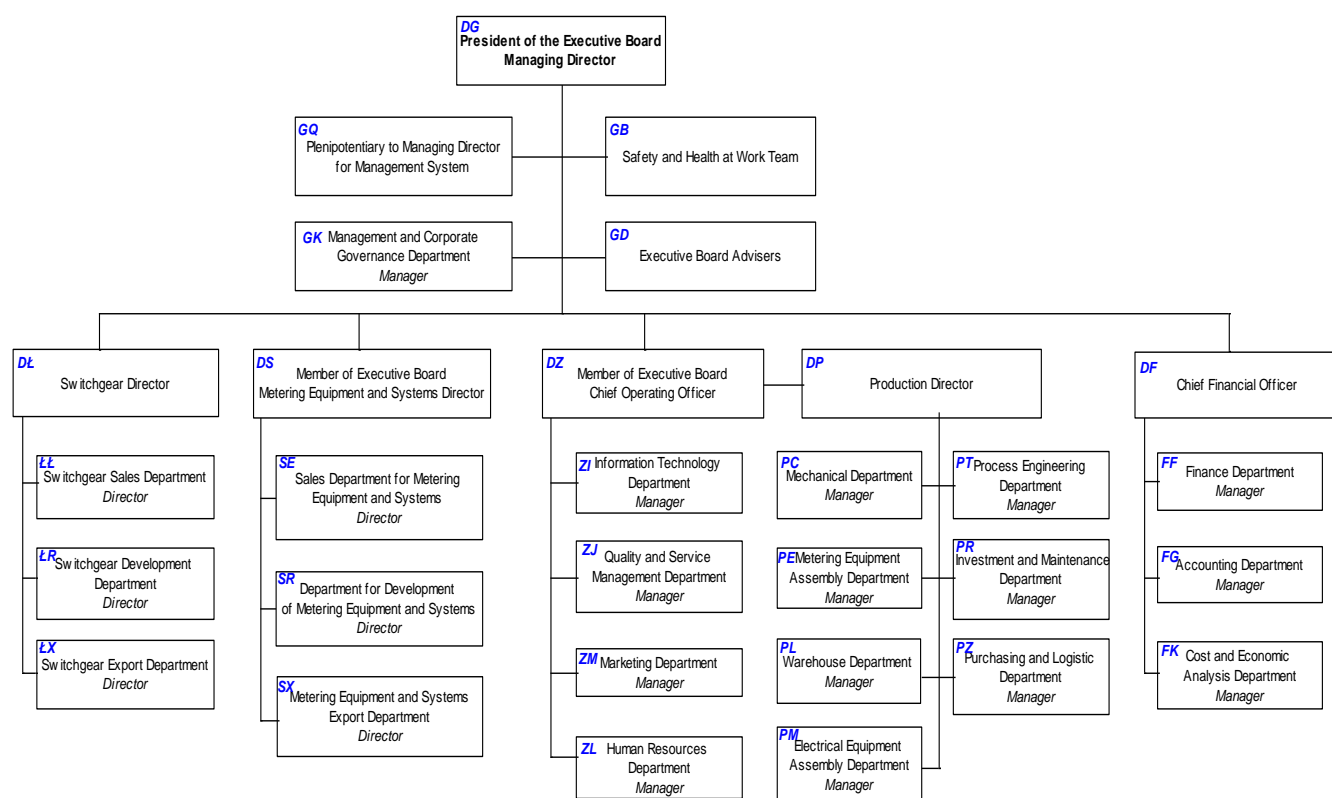 DG
President of the Executive Board
Managing Director
GQ
Plenipotentiary to Managing Director
for Management System
GB
Safety and Health at Work Team
GK Management and Corporate
Governance Department
Manager
GD
Executive Board Advisers
DŁ
Switchgear Director
DS
Member of Executive Board
Metering Equipment and Systems Director
DZ
Member of Executive Board
Chief Operating Officer
DP
Production Director
DF
Chief Financial Officer
ŁŁ
Switchgear Sales Department
Director
ŁR
Switchgear Development
Department
Director
ŁX
Switchgear Export Department
Director
SE
Sales Department for Metering
Equipment and Systems
Director
SR
Department for Development
of Metering Equipment and Systems
Director
SX
Metering Equipment and Systems
Export Department
Director
ZI Information Technology
Department
Manager
ZJ
Quality and Service
Management Department
Manager
ZM
Marketing Department
Manager
ZL Human Resources
Department
Manager
PC
Mechanical Department
Manager
PE Metering Equipment
Assembly Department
Manager
PL
Warehouse Department
Manager
PM
Electrical Equipment
Assembly Department
Manager
PT Process Engineering
Department
Manager
PR
Investment and Maintenance
Department
Manager
PZ
Purchasing and Logistic
Department
Manager
FF
Finance Department
Manager
FG
Accounting Department
Manager
FK Cost and Economic
Analysis Department
Manager